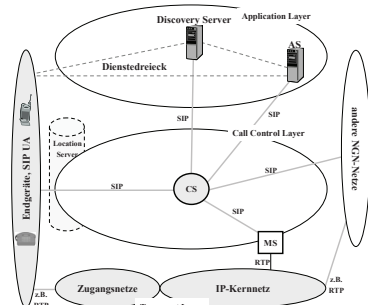 Discovery Server
Application Layer
AS
Dienstedreieck
SIP
SIP
Call Control Layer
Location
Server
Endgeräte, SIP UA
andere NGN-Netze
SIP
CS
SIP
SIP
MS
RTP
z.B.
RTP
Zugangsnetze
IP-Kernnetz
z.B.
RTP